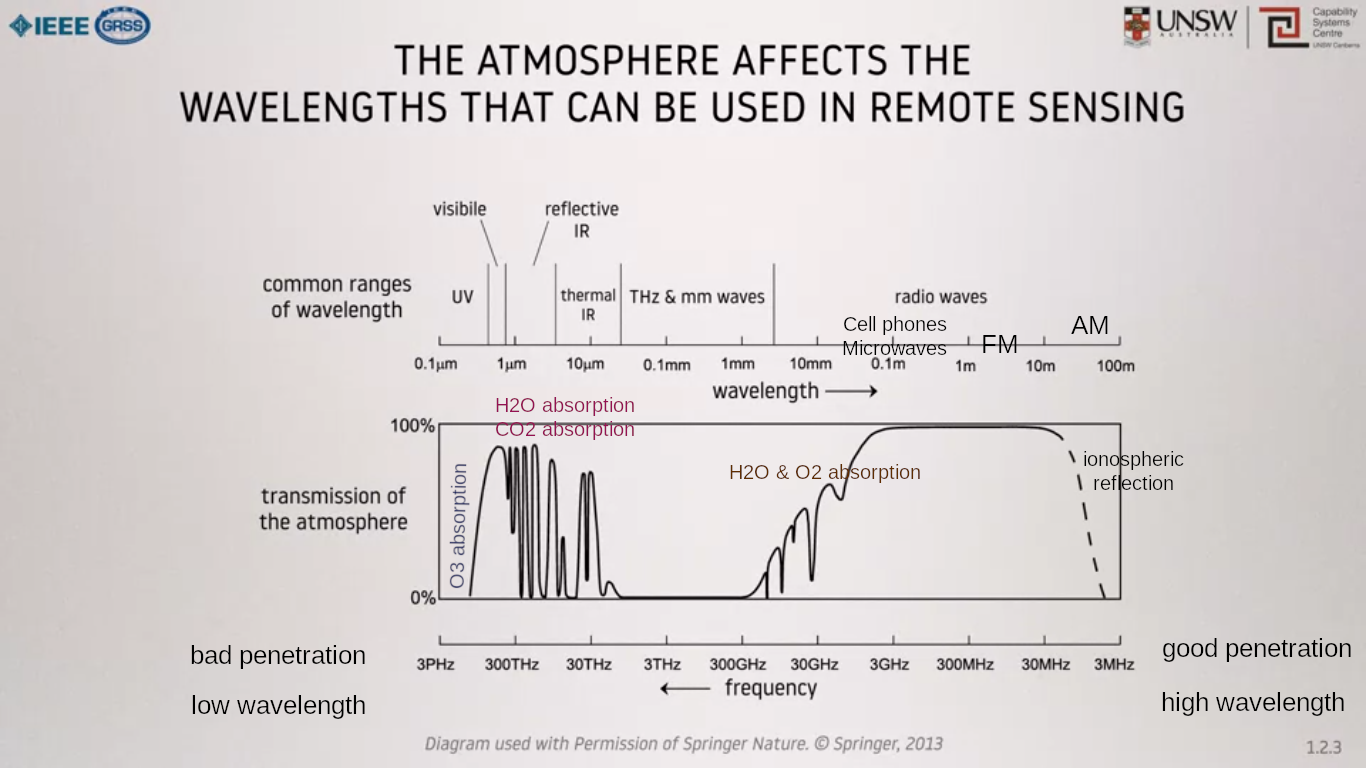 IEEE GRSS
UNSW
AUSTRALIA
Capability
Systems
Centre
UNSW Canberra
THE ATMOSPHERE AFFECTS THE
WAVELENGTHS THAT CAN BE USED IN REMOTE SENSING
visibile
reflective
IR
common ranges
of wavelength
UV
thermal
IR
THz & mm waves
radio waves
Cell phones
Microwaves
FM
AM
0.1µm 1µm 10µm 0.1mm 1mm 10mm 0.1m 1m 10m 100m
wavelength
H2O absorption
CO2 absorption
100%
O3 absorption
H2O & O2 absorption
ionospheric
reflection
transmission of
the atmosphere
0%
bad penetration
low wavelength
good penetration
high wavelength
3PHz 300THz 30THz 3THz 300GHz 30GHz 3GHz 300MHz 30MHz 3MHz
frequency
Diagram used with Permission of Springer Nature. © Springer, 2013
1.2.3